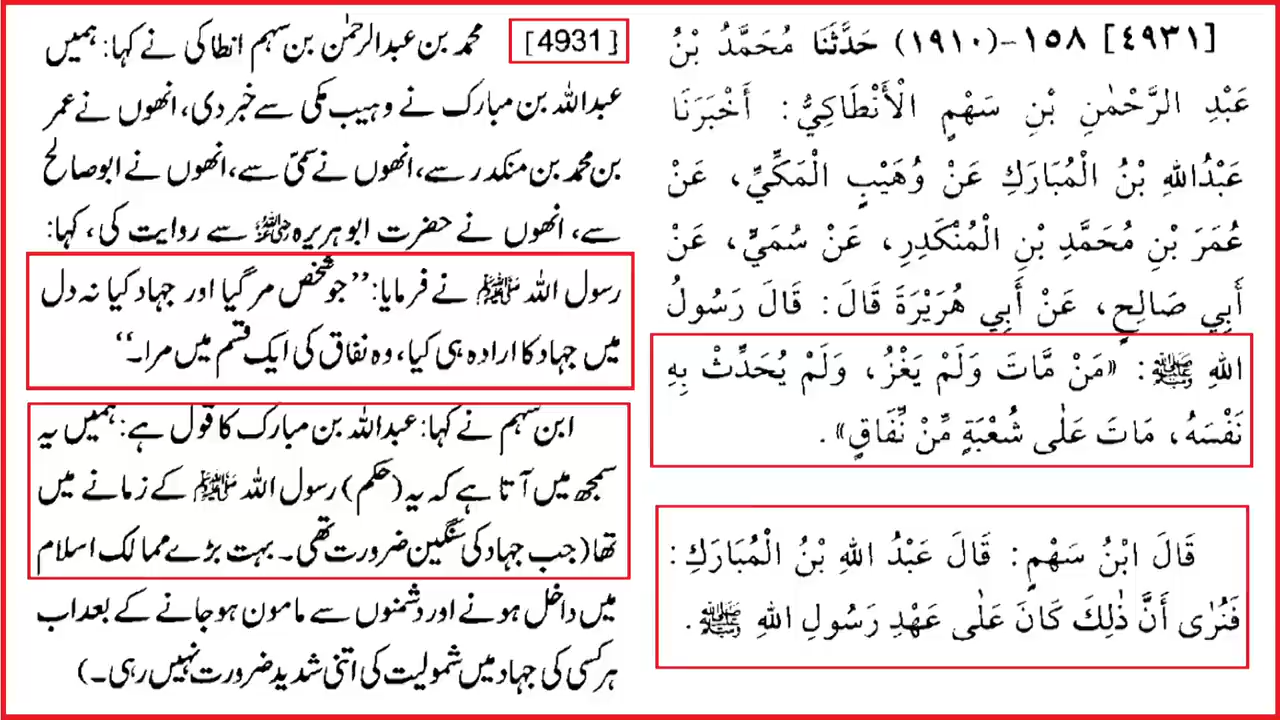 [٤٩٣١] ١٥٨-(١٩١٠) حَدَّثَنَا مُحَمَّدُ بْنُ
عَبْدِ الرَّحْمٰنِ بْنِ سَهْمٍ الْأَنْطَاكِيُّ: أَخْبَرَنَا
عَبْدُاللهِ بْنُ الْمُبَارَكِ عَنْ وُهَيْبٍ الْمَكِّيِّ، عَنْ
عُمَرَ بْنِ مُحَمَّدِ بْنِ الْمُنْكَدِرِ، عَنْ سُمَيٍّ، عَنْ
أَبِي صَالِحٍ، عَنْ أَبِي هُرَيْرَةَ قَالَ: قَالَ رَسُولُ
اللهِ ﷺ: «مَنْ مَّاتَ وَلَمْ يَغْزُ، وَلَمْ يُحَدِّثْ بِهِ
نَفْسَهُ، مَاتَ عَلٰى شُعْبَةٍ مِّنْ نِّفَاقٍ».
قَالَ ابْنُ سَهْمٍ: قَالَ عَبْدُ اللهِ بْنُ الْمُبَارَكِ:
فَنُرٰى أَنَّ ذٰلِكَ كَانَ عَلٰى عَهْدِ رَسُولِ اللهِ ﷺ.
[4931] محمد بن عبدالرحمٰن بن سہم انطاکی نے کہا: ہمیں
عبداللہ بن مبارک نے وہیب مکی سے خبر دی، انھوں نے عمر
بن محمد بن منکدر سے، انھوں نے سمیّ سے، انھوں نے ابوصالح
سے، انھوں نے حضرت ابوہریرہ رضی اللہ عنہ سے روایت کی، کہا:
رسول اللہ ﷺ نے فرمایا: ’’جو شخص مر گیا اور جہاد کیا نہ دل
میں جہاد کا ارادہ ہی کیا، وہ نفاق کی ایک قسم میں مرا۔‘‘
ابن سہم نے کہا: عبداللہ بن مبارک کا قول ہے: ہمیں یہ
سمجھ میں آتا ہے کہ یہ (حکم) رسول اللہ ﷺ کے زمانے میں
تھا (جب جہاد کی سنگین ضرورت تھی۔ بہت بڑے ممالک اسلام
میں داخل ہونے اور دشمنوں سے مامون ہو جانے کے بعد اب
ہر کسی کی جہاد میں شمولیت کی اتنی شدید ضرورت نہیں رہی۔)